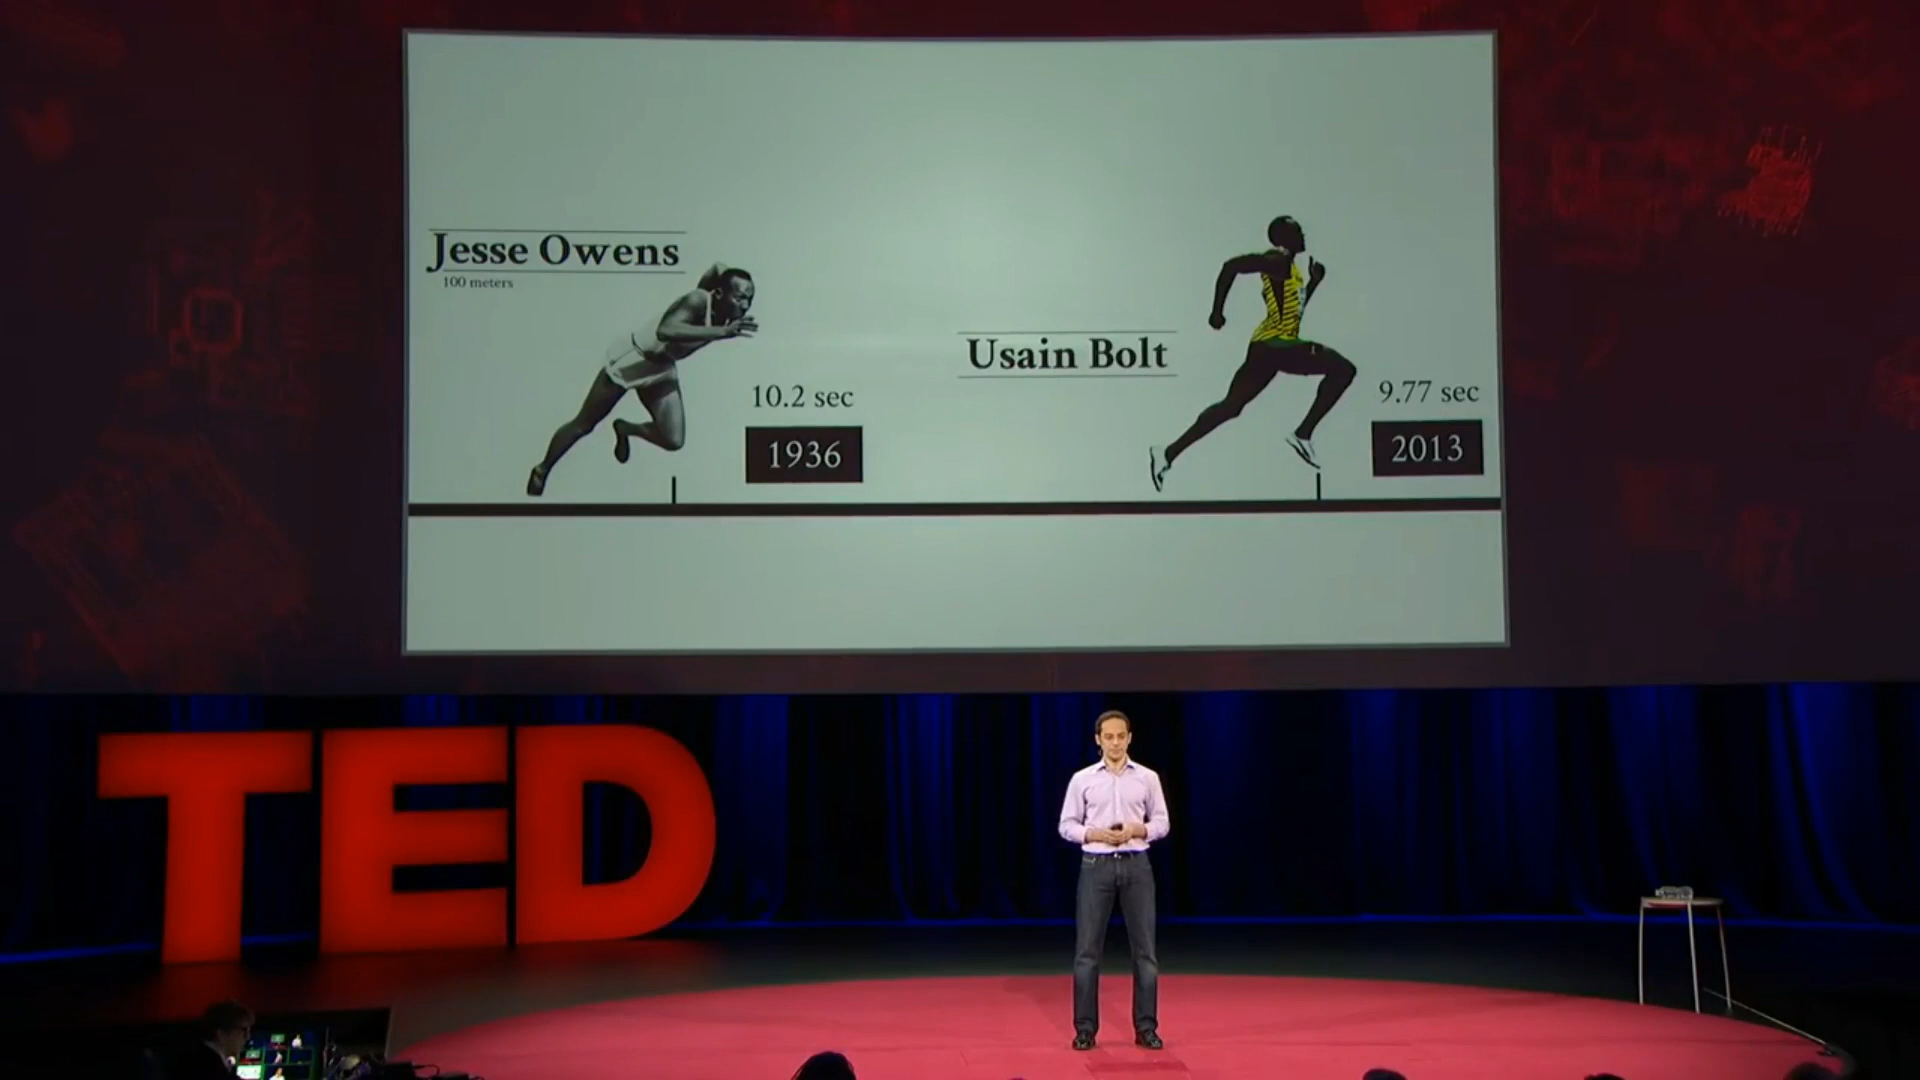 Jesse Owens
100 meters
10.2 sec
1936
Usain Bolt
9.77 sec
2013
TED